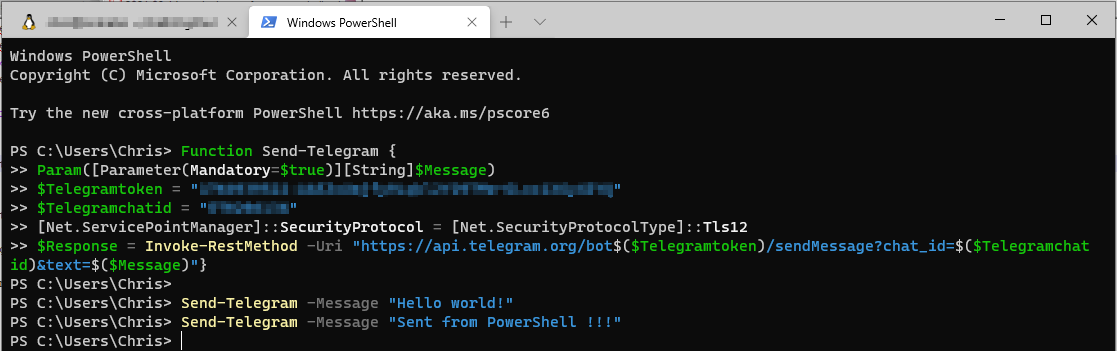 Windows PowerShell
Windows PowerShell
Copyright (C) Microsoft Corporation. All rights reserved.
Try the new cross-platform PowerShell https://aka.ms/pscore6
PS C:\Users\Chris> Function Send-Telegram {
>> Param([Parameter(Mandatory=$true)][String]$Message)
>> $Telegramtoken = ""
>> $Telegramchatid = ""
>> [Net.ServicePointManager]::SecurityProtocol = [Net.SecurityProtocolType]::Tls12
>> $Response = Invoke-RestMethod -Uri "https://api.telegram.org/bot$($Telegramtoken)/sendMessage?chat_id=$($Telegramchat
id)&text=$($Message)"}
PS C:\Users\Chris>
PS C:\Users\Chris> Send-Telegram -Message "Hello world!"
PS C:\Users\Chris> Send-Telegram -Message "Sent from PowerShell !!!"
PS C:\Users\Chris>